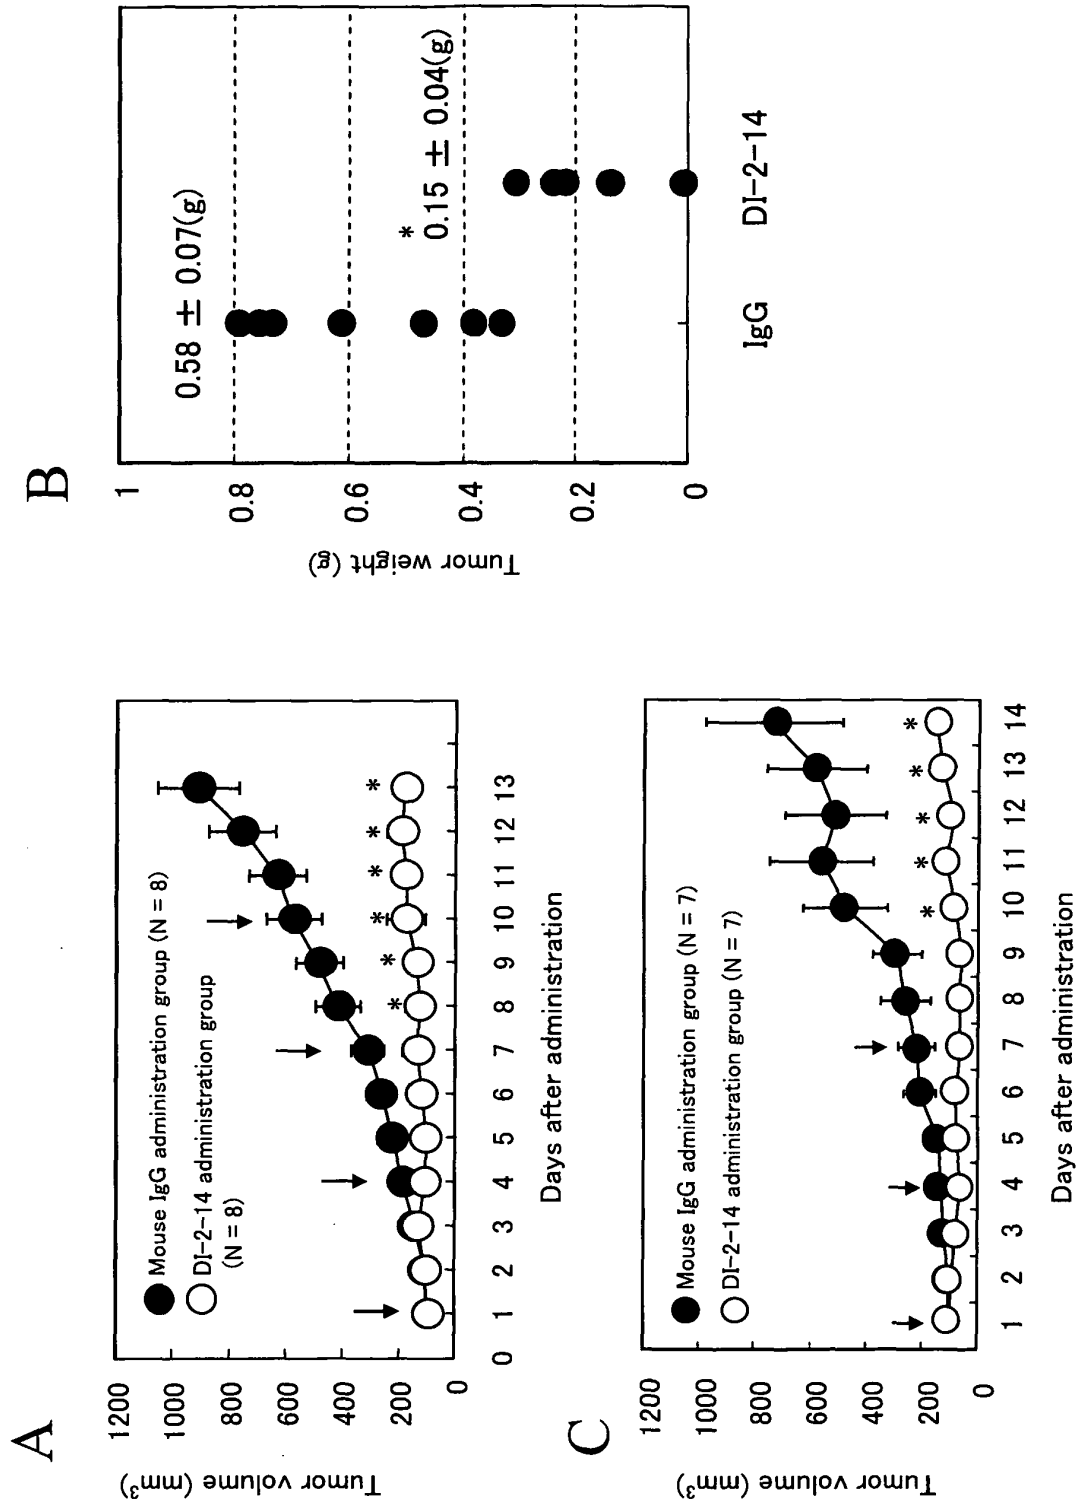 A
Tumor volume (mm³)
1200
1000
800
600
400
200
0
Mouse IgG administration group (N = 8)
DI-2-14 administration group
(N = 8)
* * * * * *
0 1 2 3 4 5 6 7 8 9 10 11 12 13
Days after administration
B
Tumor weight (g)
1
0.8
0.6
0.4
0.2
0
0.58 ± 0.07(g)
*
0.15 ± 0.04(g)
IgG DI-2-14
C
Tumor volume (mm³)
1200
1000
800
600
400
200
0
Mouse IgG administration group (N = 7)
DI-2-14 administration group (N = 7)
* * * * *
1 2 3 4 5 6 7 8 9 10 11 12 13 14
Days after administration